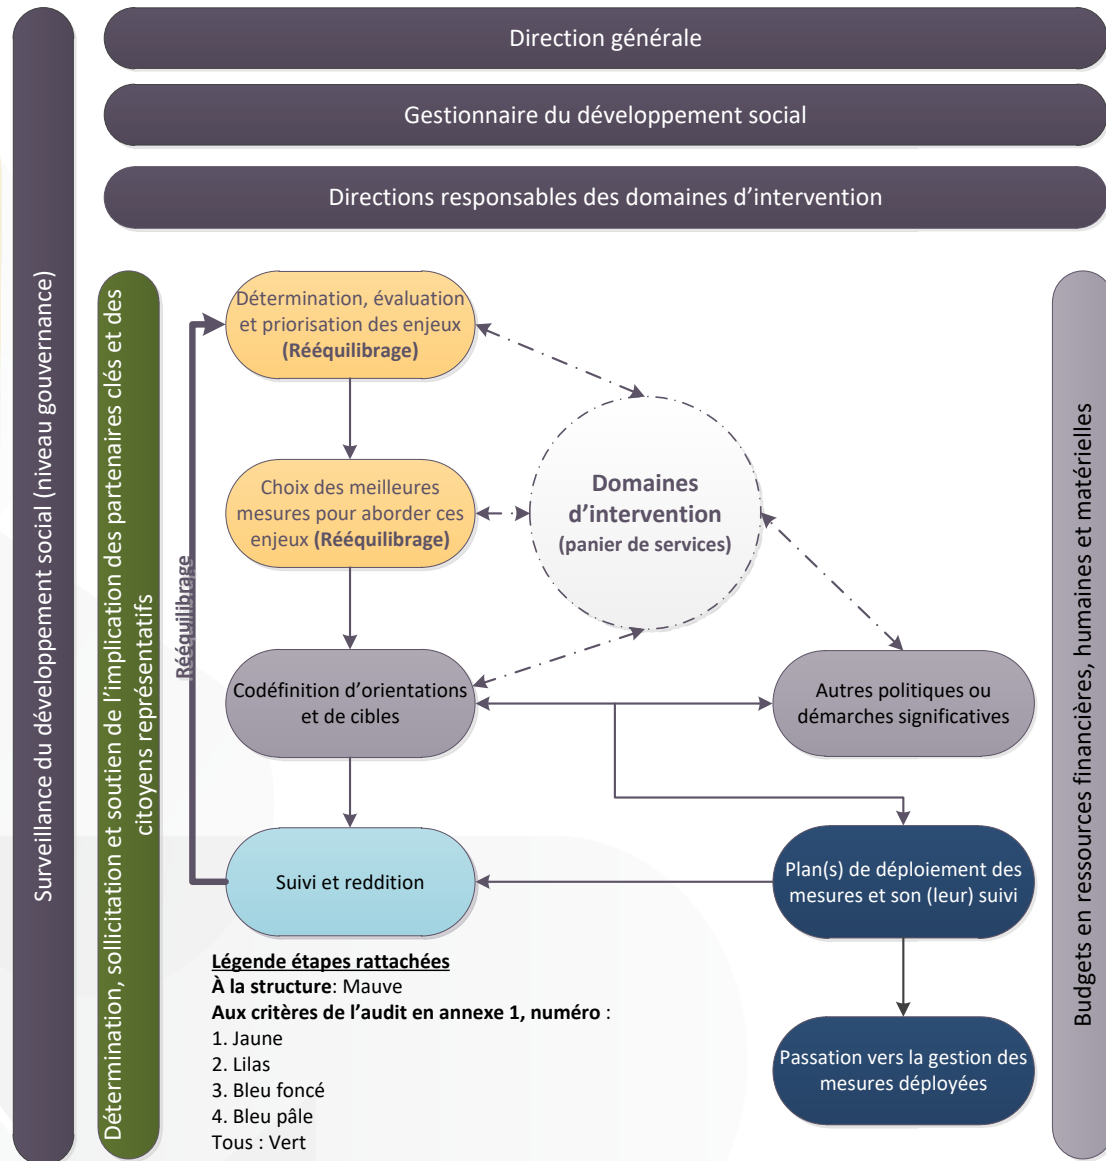 Direction générale
Gestionnaire du développement social
Directions responsables des domaines d’intervention
Surveillance du développement social (niveau gouvernance)
Détermination, sollicitation et soutien de l’implication des partenaires clés et des
citoyens représentatifs
Rééquilibrage
Détermination, évaluation
et priorisation des enjeux
(Rééquilibrage)
Choix des meilleures
mesures pour aborder ces
enjeux (Rééquilibrage)
Domaines
d’intervention
(panier de services)
Codéfinition d’orientations
et de cibles
Autres politiques ou
démarches significatives
Suivi et reddition
Plan(s) de déploiement des
mesures et son (leur) suivi
Passation vers la gestion des
mesures déployées
Budgets en ressources financières, humaines et matérielles
Légende étapes rattachées
À la structure: Mauve
Aux critères de l’audit en annexe 1, numéro :
1. Jaune
2. Lilas
3. Bleu foncé
4. Bleu pâle
Tous : Vert